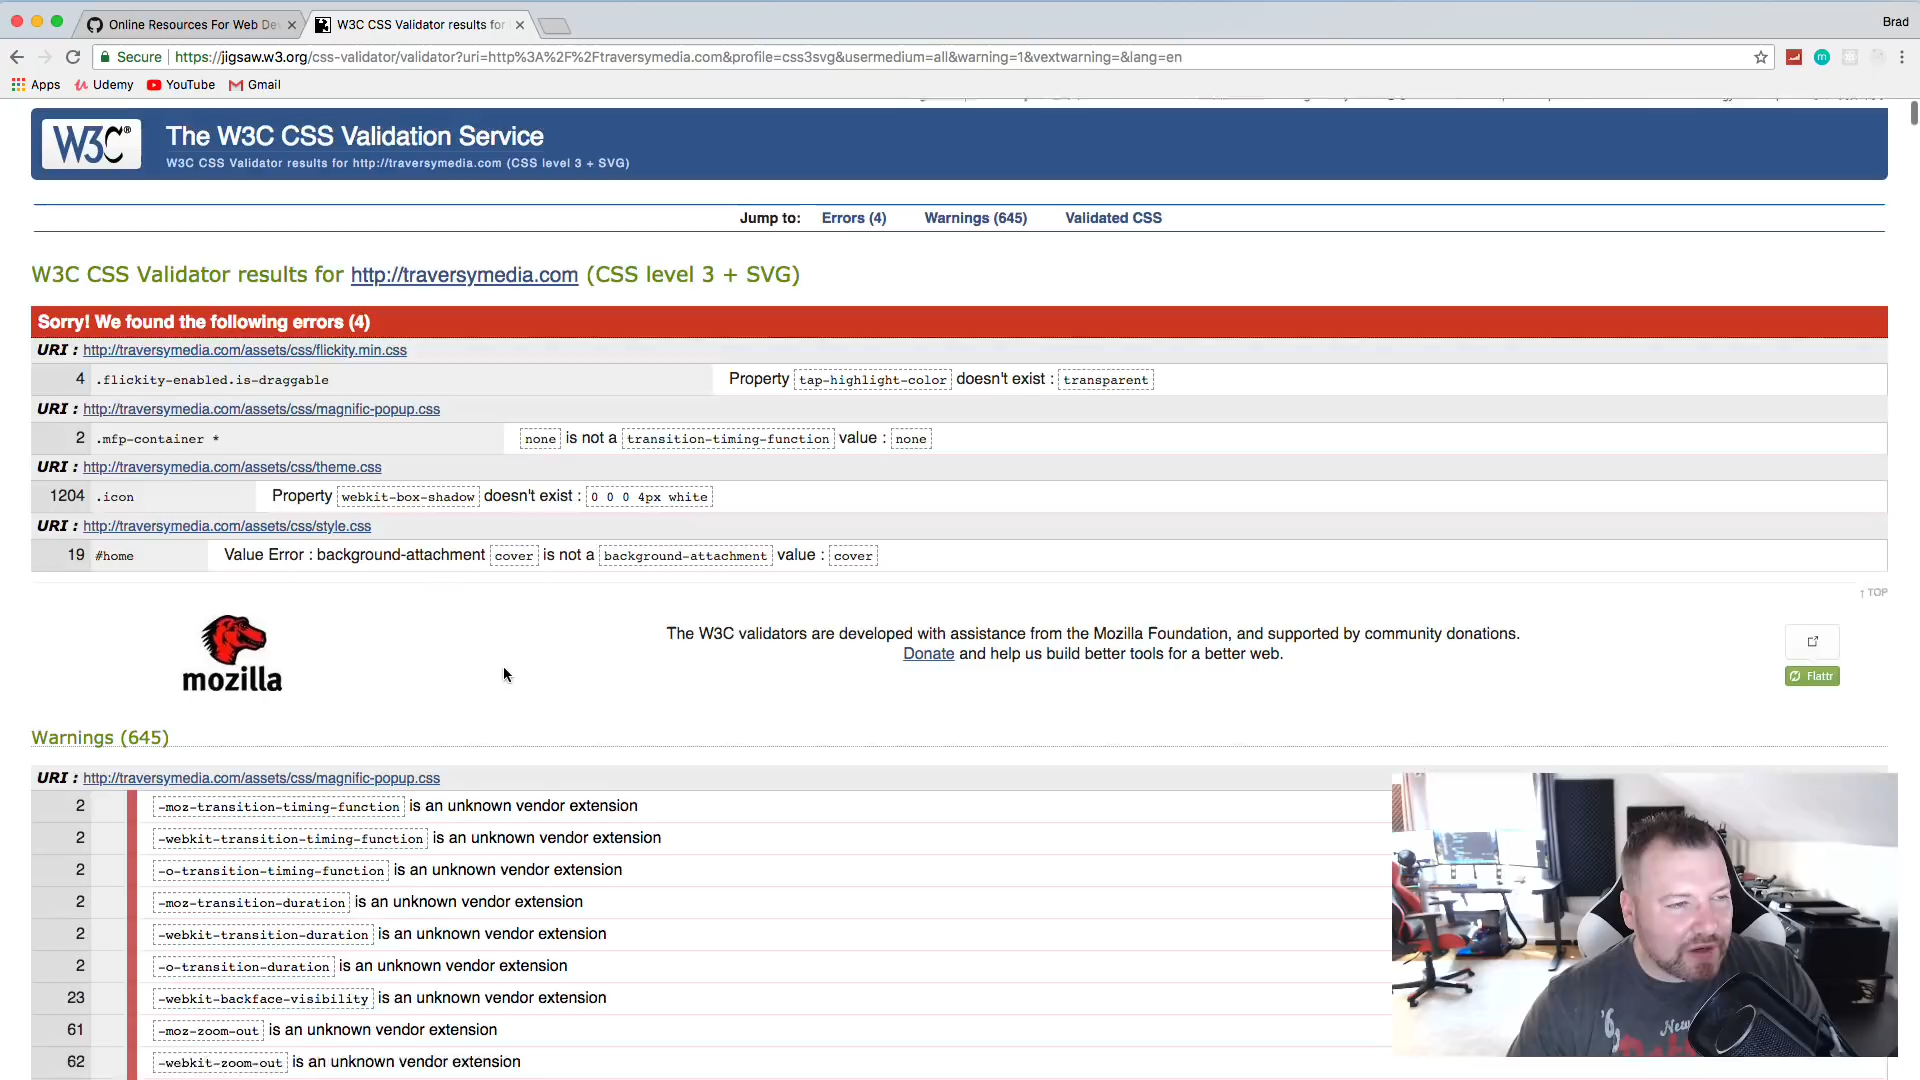 Online Resources For Web De
W3C CSS Validator results for
Brad
Secure
https://jigsaw.w3.org/css-validator/validator?uri=http%3A%2F%2Ftraversymedia.com&profile=css3svg&usermedium=all&warning=1&vextwarning=&lang=en
Apps Udemy YouTube Gmail
W3C®
The W3C CSS Validation Service
W3C CSS Validator results for http://traversymedia.com (CSS level 3 + SVG)
Jump to: Errors (4) Warnings (645) Validated CSS
W3C CSS Validator results for http://traversymedia.com (CSS level 3 + SVG)
Sorry! We found the following errors (4)
URI : http://traversymedia.com/assets/css/flickity.min.css
4 .flickity-enabled.is-draggable Property tap-highlight-color doesn't exist : transparent
URI : http://traversymedia.com/assets/css/magnific-popup.css
2 .mfp-container * none is not a transition-timing-function value : none
URI : http://traversymedia.com/assets/css/theme.css
1204 .icon Property webkit-box-shadow doesn't exist : 0 0 0 4px white
URI : http://traversymedia.com/assets/css/style.css
19 #home Value Error : background-attachment cover is not a background-attachment value : cover
↑ TOP
mozilla
The W3C validators are developed with assistance from the Mozilla Foundation, and supported by community donations.
Donate and help us build better tools for a better web.
Flattr
Warnings (645)
URI : http://traversymedia.com/assets/css/magnific-popup.css
2 -moz-transition-timing-function is an unknown vendor extension
2 -webkit-transition-timing-function is an unknown vendor extension
2 -o-transition-timing-function is an unknown vendor extension
2 -moz-transition-duration is an unknown vendor extension
2 -webkit-transition-duration is an unknown vendor extension
2 -o-transition-duration is an unknown vendor extension
23 -webkit-backface-visibility is an unknown vendor extension
61 -moz-zoom-out is an unknown vendor extension
62 -webkit-zoom-out is an unknown vendor extension